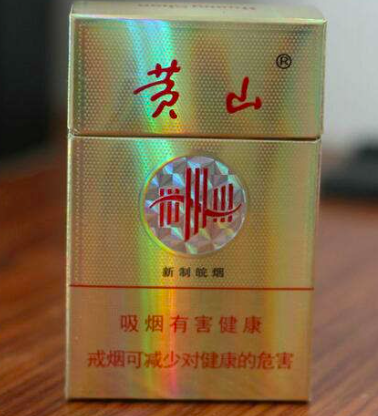 黄山®
新制皖烟
吸烟有害健康
戒烟可减少对健康的危害